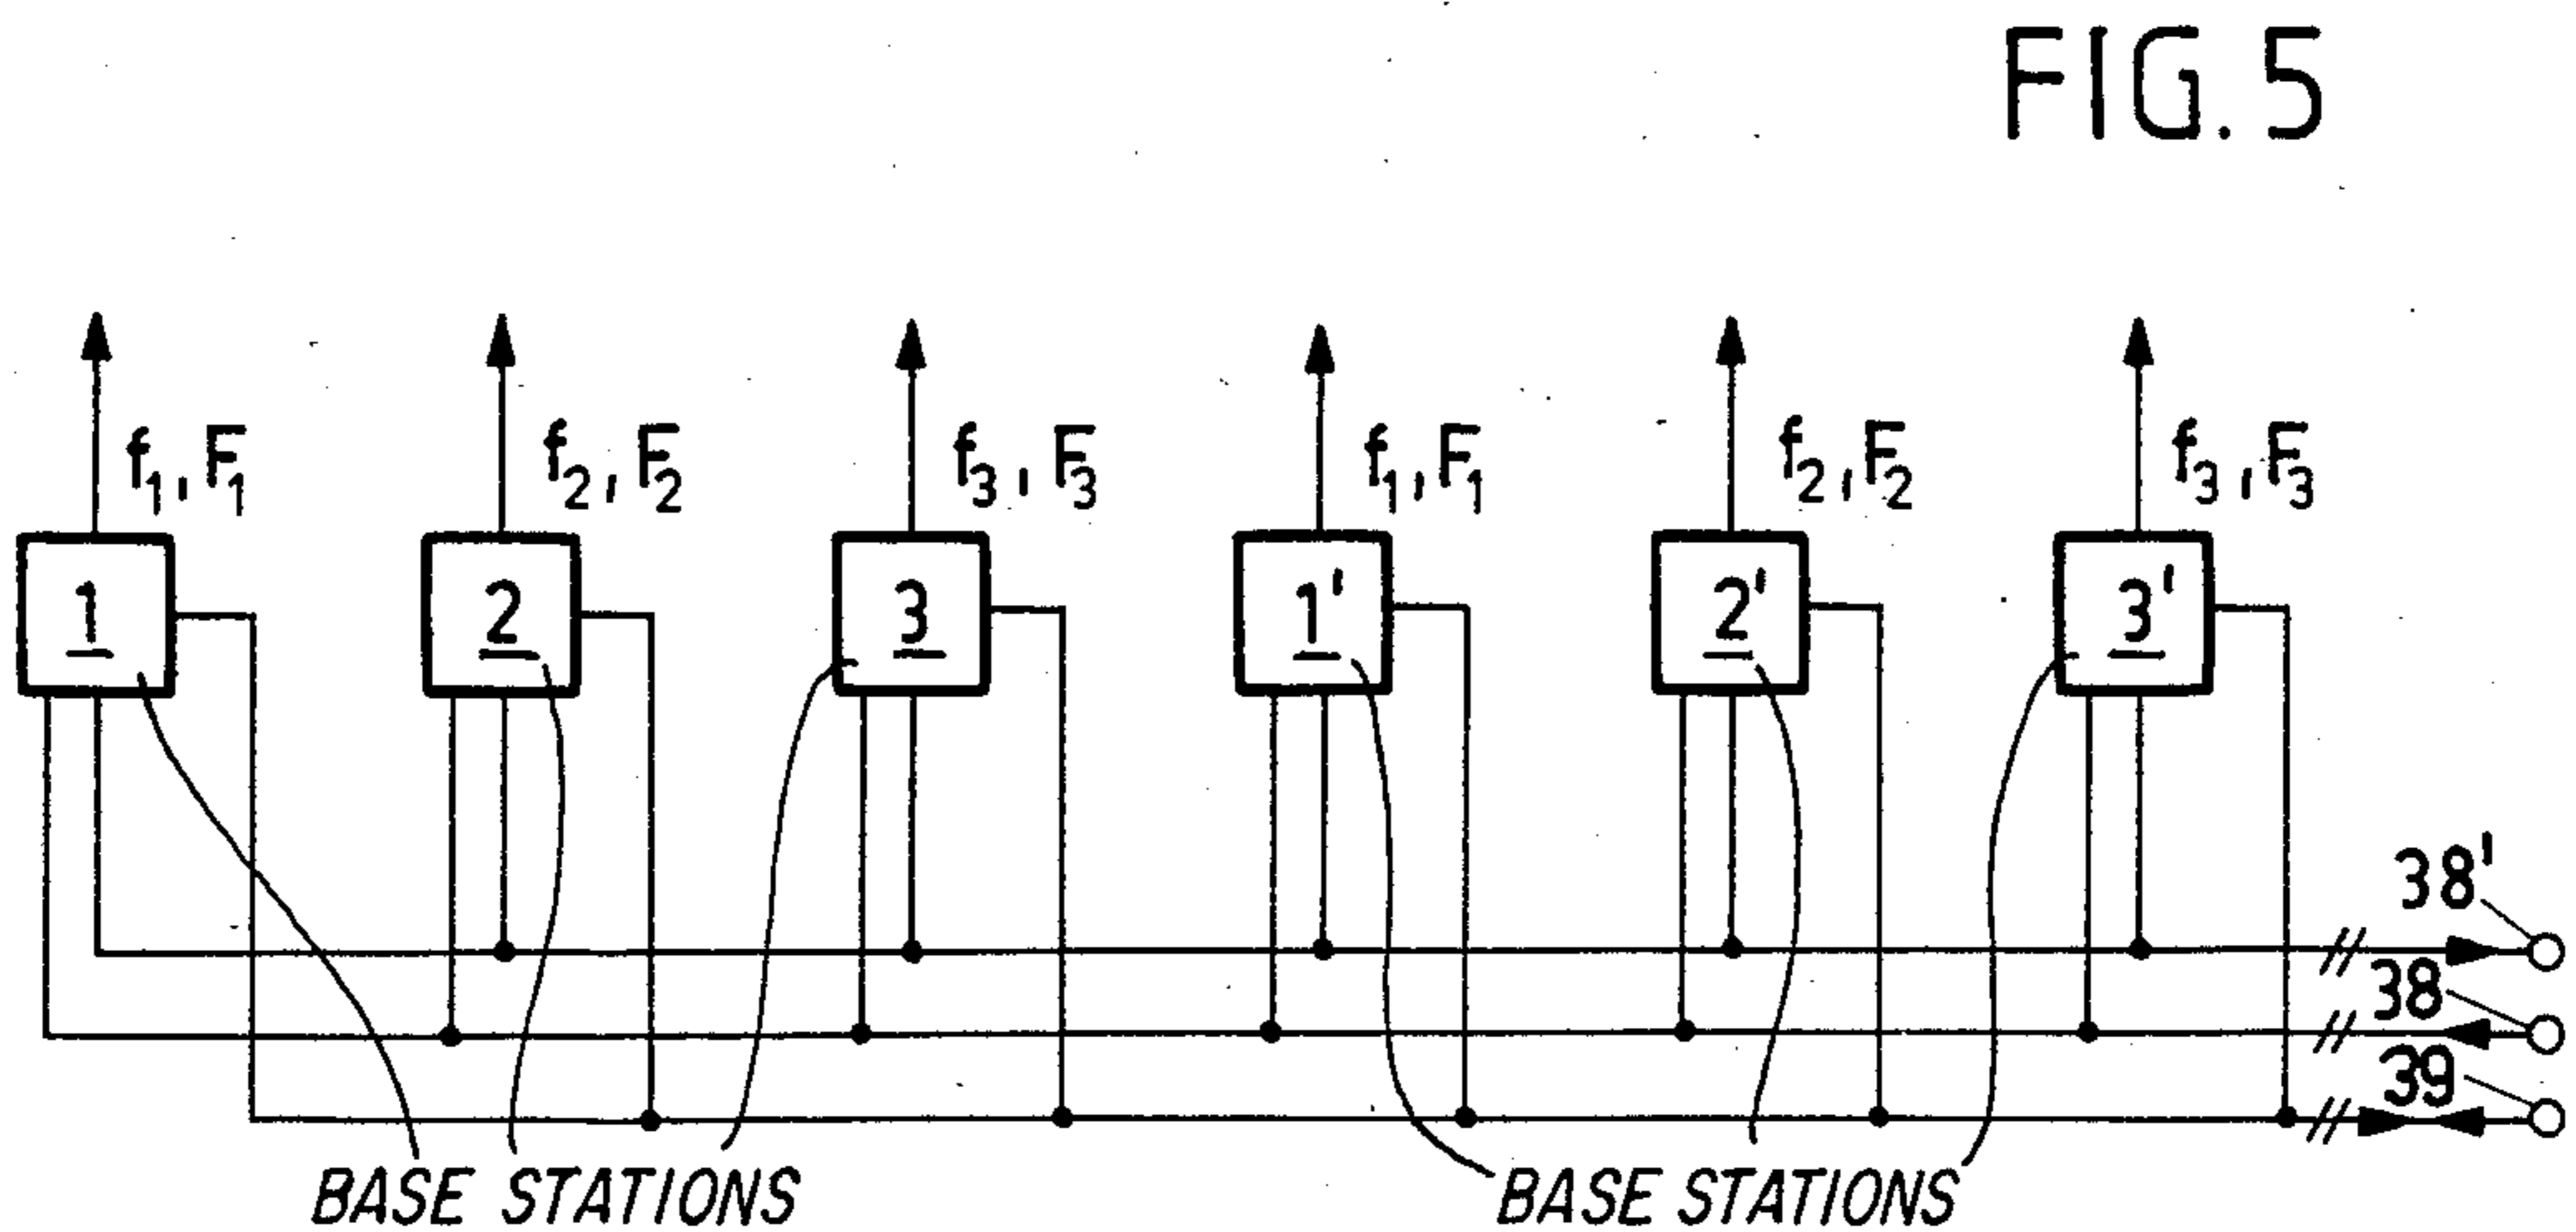 FIG. 5
f1, F1 f2, F2 f3, F3 f1, F1 f2, F2 f3, F3
1 2 3 1' 2' 3'
38'
38
39
BASE STATIONS BASE STATIONS